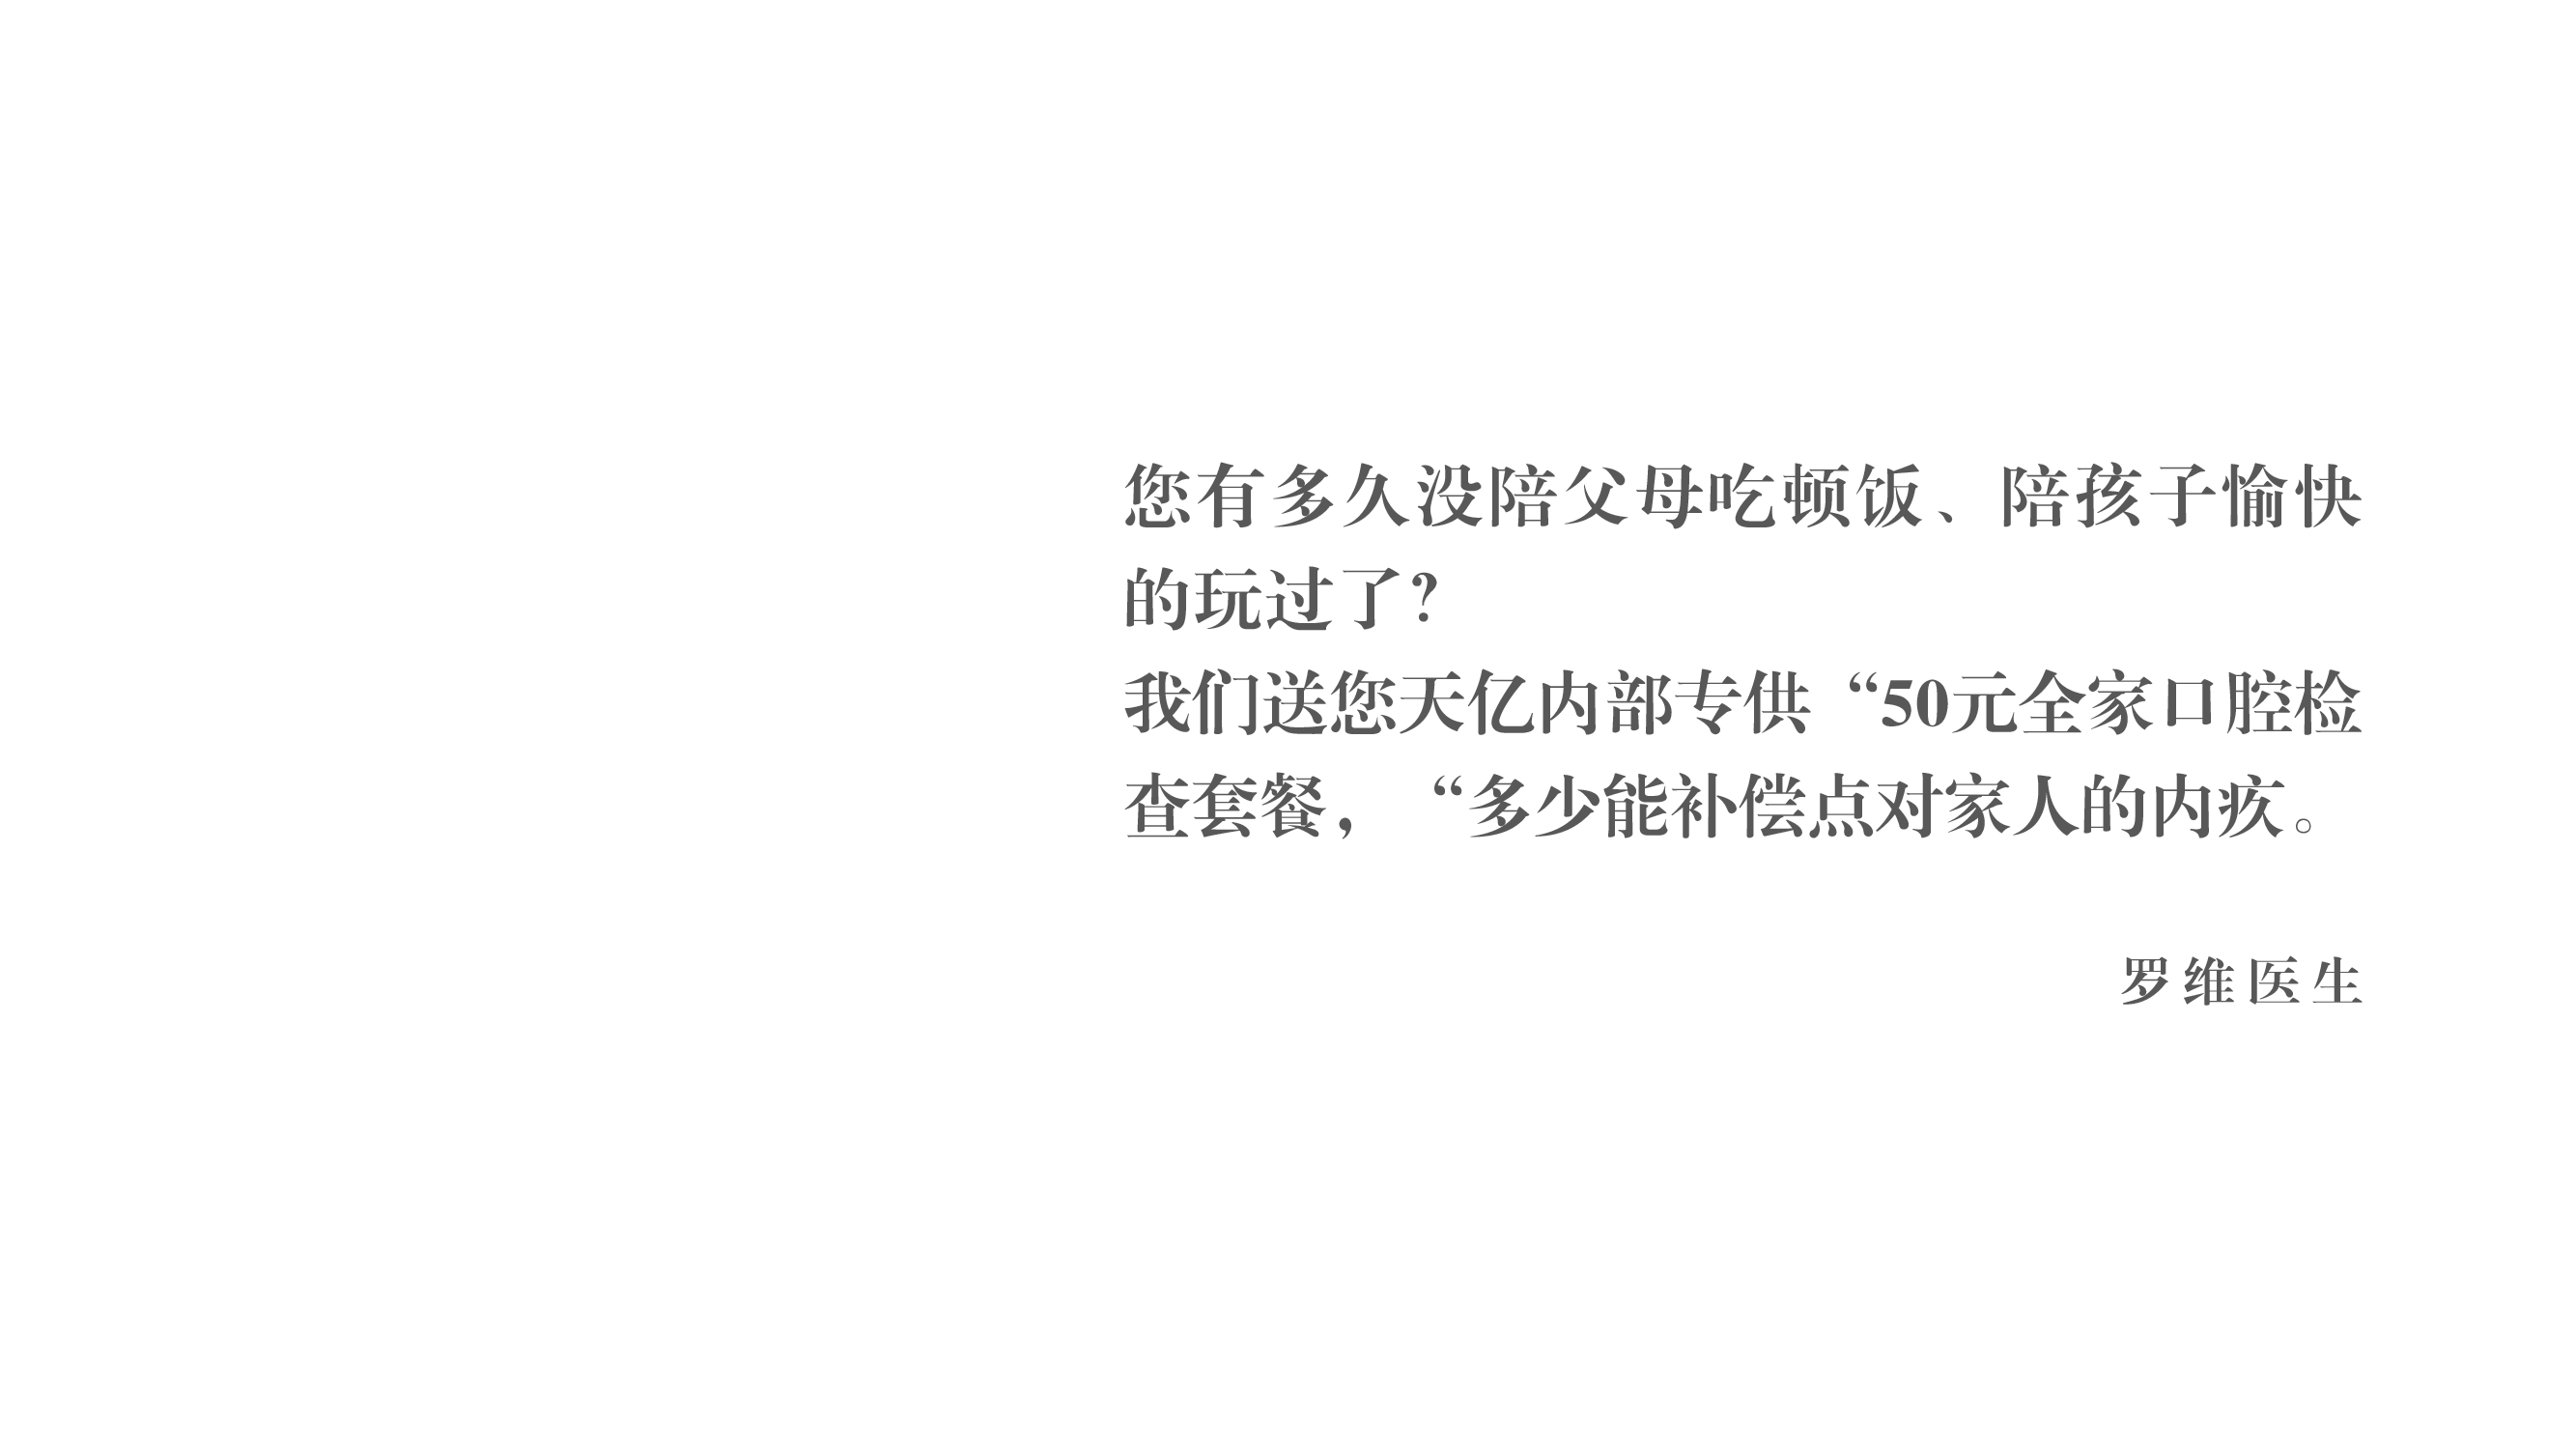 您有多久没陪父母吃顿饭、陪孩子愉快
的玩过了？
我们送您天亿内部专供“50元全家口腔检
查套餐，“多少能补偿点对家人的内疚。
罗维医生